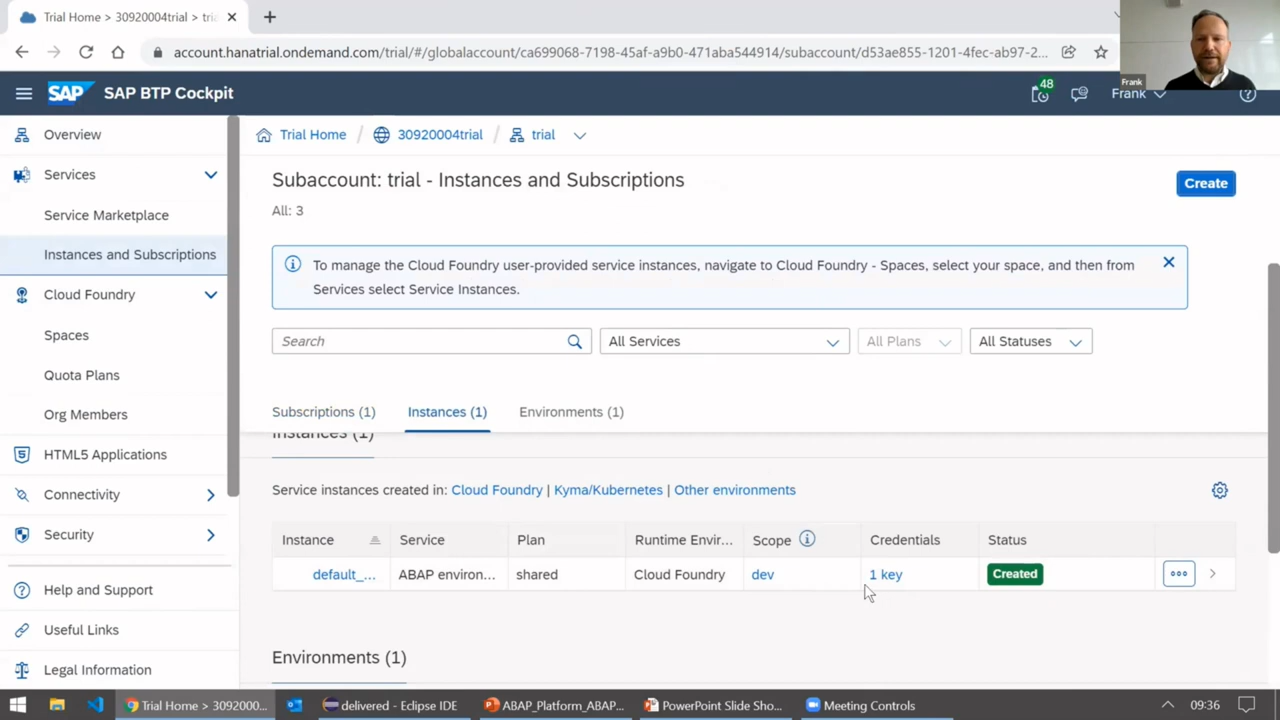 Trial Home > 30920004trial > tria
account.hanatrial.ondemand.com/trial/#/globalaccount/ca699068-7198-45af-a9b0-471aba544914/subaccount/d53ae855-1201-4fec-ab97-2...
Frank
SAP SAP BTP Cockpit
48
Frank
Overview
Services
Service Marketplace
Instances and Subscriptions
Cloud Foundry
Spaces
Quota Plans
Org Members
HTML5 Applications
Connectivity
Security
Help and Support
Useful Links
Legal Information
Trial Home / 30920004trial / trial
Subaccount: trial - Instances and Subscriptions
Create
All: 3
To manage the Cloud Foundry user-provided service instances, navigate to Cloud Foundry - Spaces, select your space, and then from
Services select Service Instances.
Search
All Services
All Plans
All Statuses
Subscriptions (1) Instances (1) Environments (1)
Instances (1)
Service instances created in: Cloud Foundry | Kyma/Kubernetes | Other environments
Instance Service Plan Runtime Envir... Scope Credentials Status
default_... ABAP environ... shared Cloud Foundry dev 1 key Created
Environments (1)
Trial Home > 3092000...
delivered - Eclipse IDE
ABAP_Platform_ABAP...
PowerPoint Slide Sho...
Meeting Controls
09:36